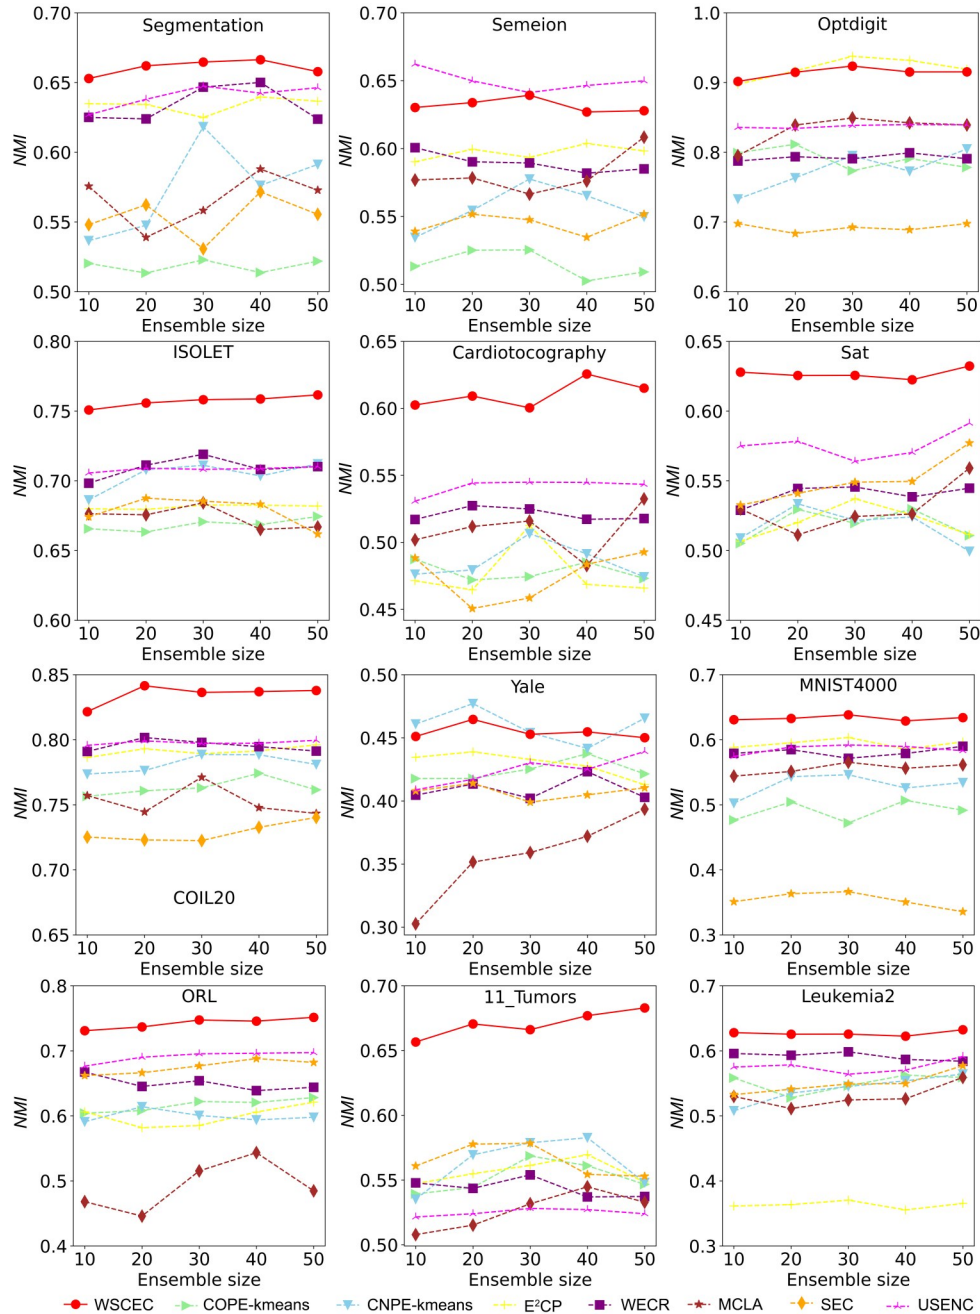 Segmentation
0.70
0.65
0.60
0.55
0.50
NMI
10 20 30 40 50
Ensemble size
Semeion
0.70
0.65
0.60
0.55
0.50
NMI
10 20 30 40 50
Ensemble size
Optdigit
1.0
0.9
0.8
0.7
0.6
NMI
10 20 30 40 50
Ensemble size
ISOLET
0.80
0.75
0.70
0.65
0.60
NMI
10 20 30 40 50
Ensemble size
Cardiotocography
0.65
0.60
0.55
0.50
0.45
NMI
10 20 30 40 50
Ensemble size
Sat
0.65
0.60
0.55
0.50
0.45
NMI
10 20 30 40 50
Ensemble size
0.85
0.80
0.75
0.70
0.65
NMI
COIL20
10 20 30 40 50
Ensemble size
Yale
0.50
0.45
0.40
0.35
0.30
NMI
10 20 30 40 50
Ensemble size
MNIST4000
0.7
0.6
0.5
0.4
0.3
NMI
10 20 30 40 50
Ensemble size
ORL
0.8
0.7
0.6
0.5
0.4
NMI
10 20 30 40 50
Ensemble size
11_Tumors
0.70
0.65
0.60
0.55
0.50
NMI
10 20 30 40 50
Ensemble size
Leukemia2
0.7
0.6
0.5
0.4
0.3
NMI
10 20 30 40 50
Ensemble size
WSCEC COPE-kmeans CNPE-kmeans E²CP WECR MCLA SEC USENC